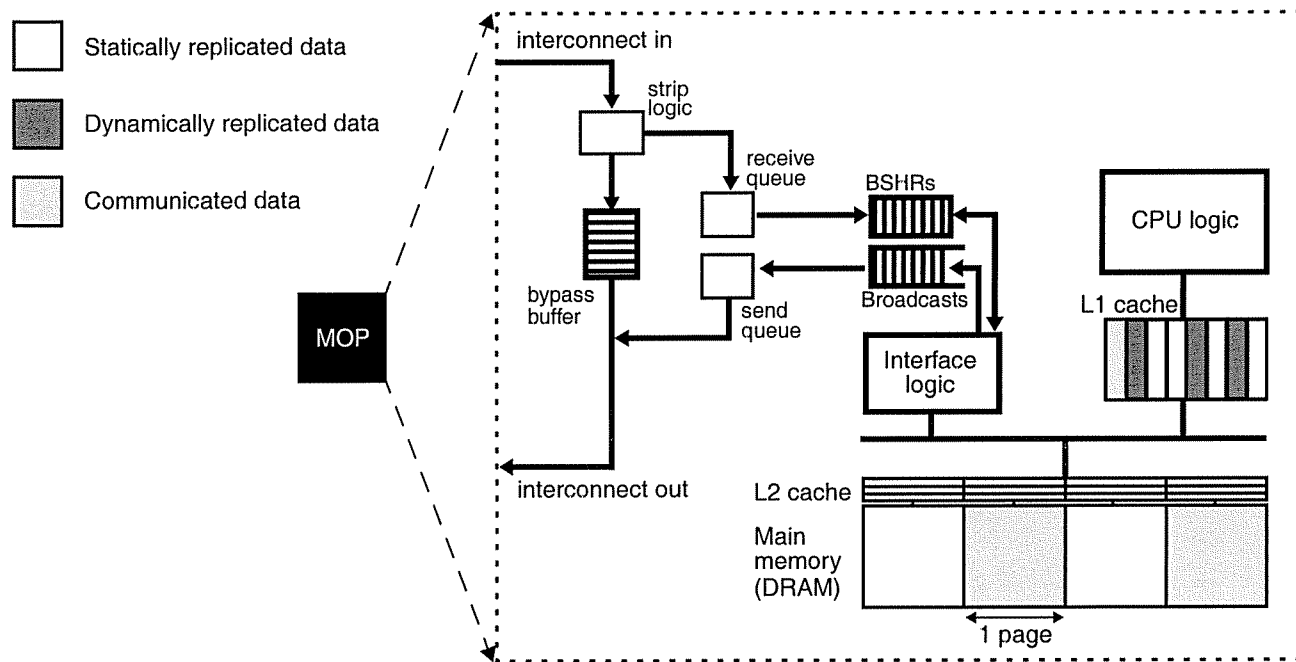 interconnect in
Statically replicated data
strip
logic
Dynamically replicated data
receive
queue
BSHRs
Communicated data
CPU logic
bypass
buffer
send
queue
Broadcasts
L1 cache
MOP
Interface
logic
interconnect out
L2 cache
Main
memory
(DRAM)
1 page